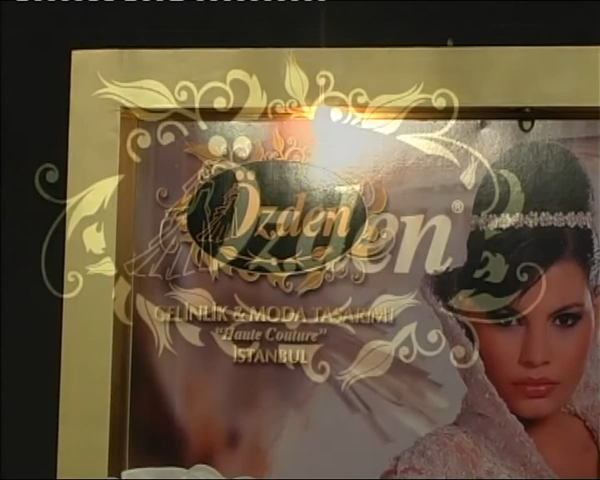 Özden
Özden®
GELİNLİK & MODA TASARIMI
"Haute Couture"
İSTANBUL